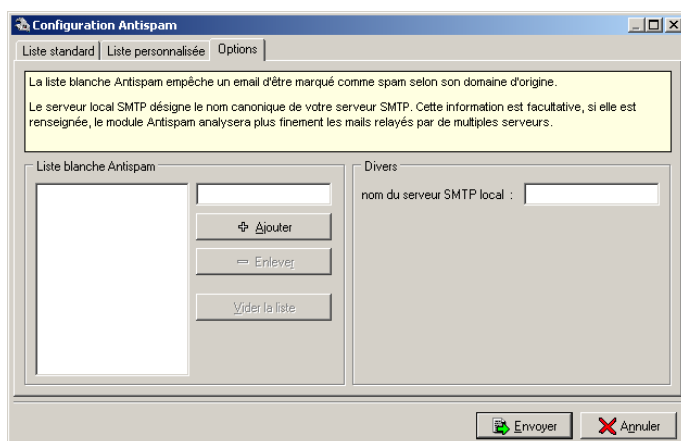 Configuration Antispam
Liste standard Liste personnalisée Options
La liste blanche Antispam empêche un email d'être marqué comme spam selon son domaine d'origine.
Le serveur local SMTP désigne le nom canonique de votre serveur SMTP. Cette information est facultative, si elle est
renseignée, le module Antispam analysera plus finement les mails relayés par de multiples serveurs.
Liste blanche Antispam
Ajouter
Enlever
Vider la liste
Divers
nom du serveur SMTP local :
Envoyer
Annuler